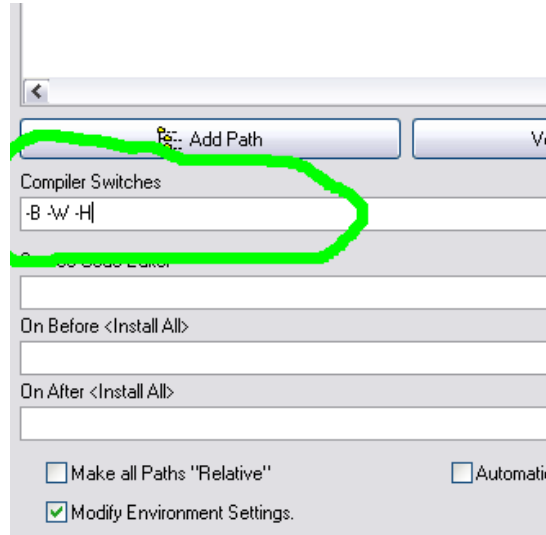 Add Path
Compiler Switches
-B -W -H
On Before <Install All>
On After <Install All>
Make all Paths "Relative"
Modify Environment Settings.